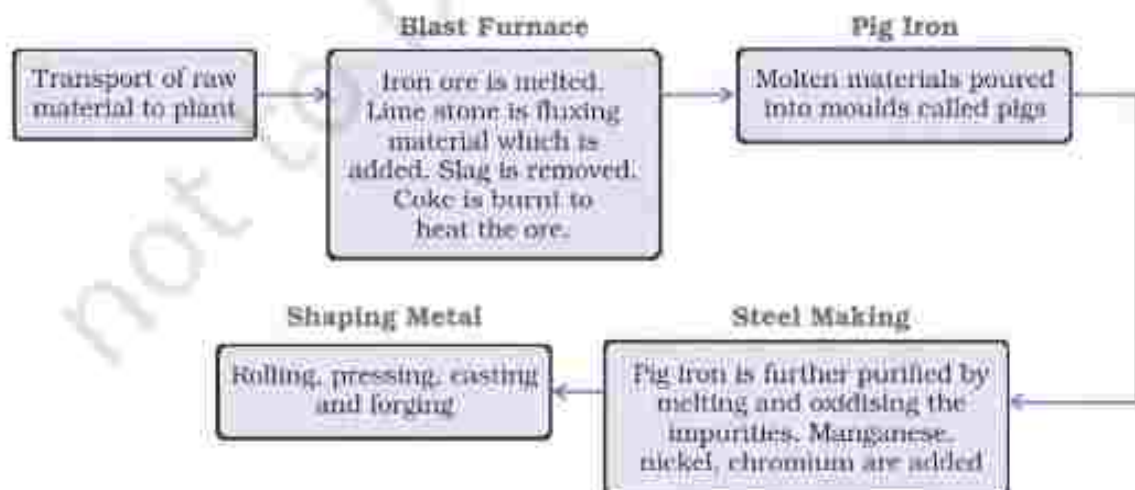 Blast Furnace
Pig Iron
Transport of raw
material to plant
Iron ore is melted.
Lime stone is fluxing
material which is
added. Slag is removed.
Coke is burnt to
heat the ore.
Molten materials poured
into moulds called pigs
Shaping Metal
Steel Making
Rolling, pressing, casting
and forging
Pig iron is further purified by
melting and oxidising the
impurities. Manganese,
nickel, chromium are added
not to